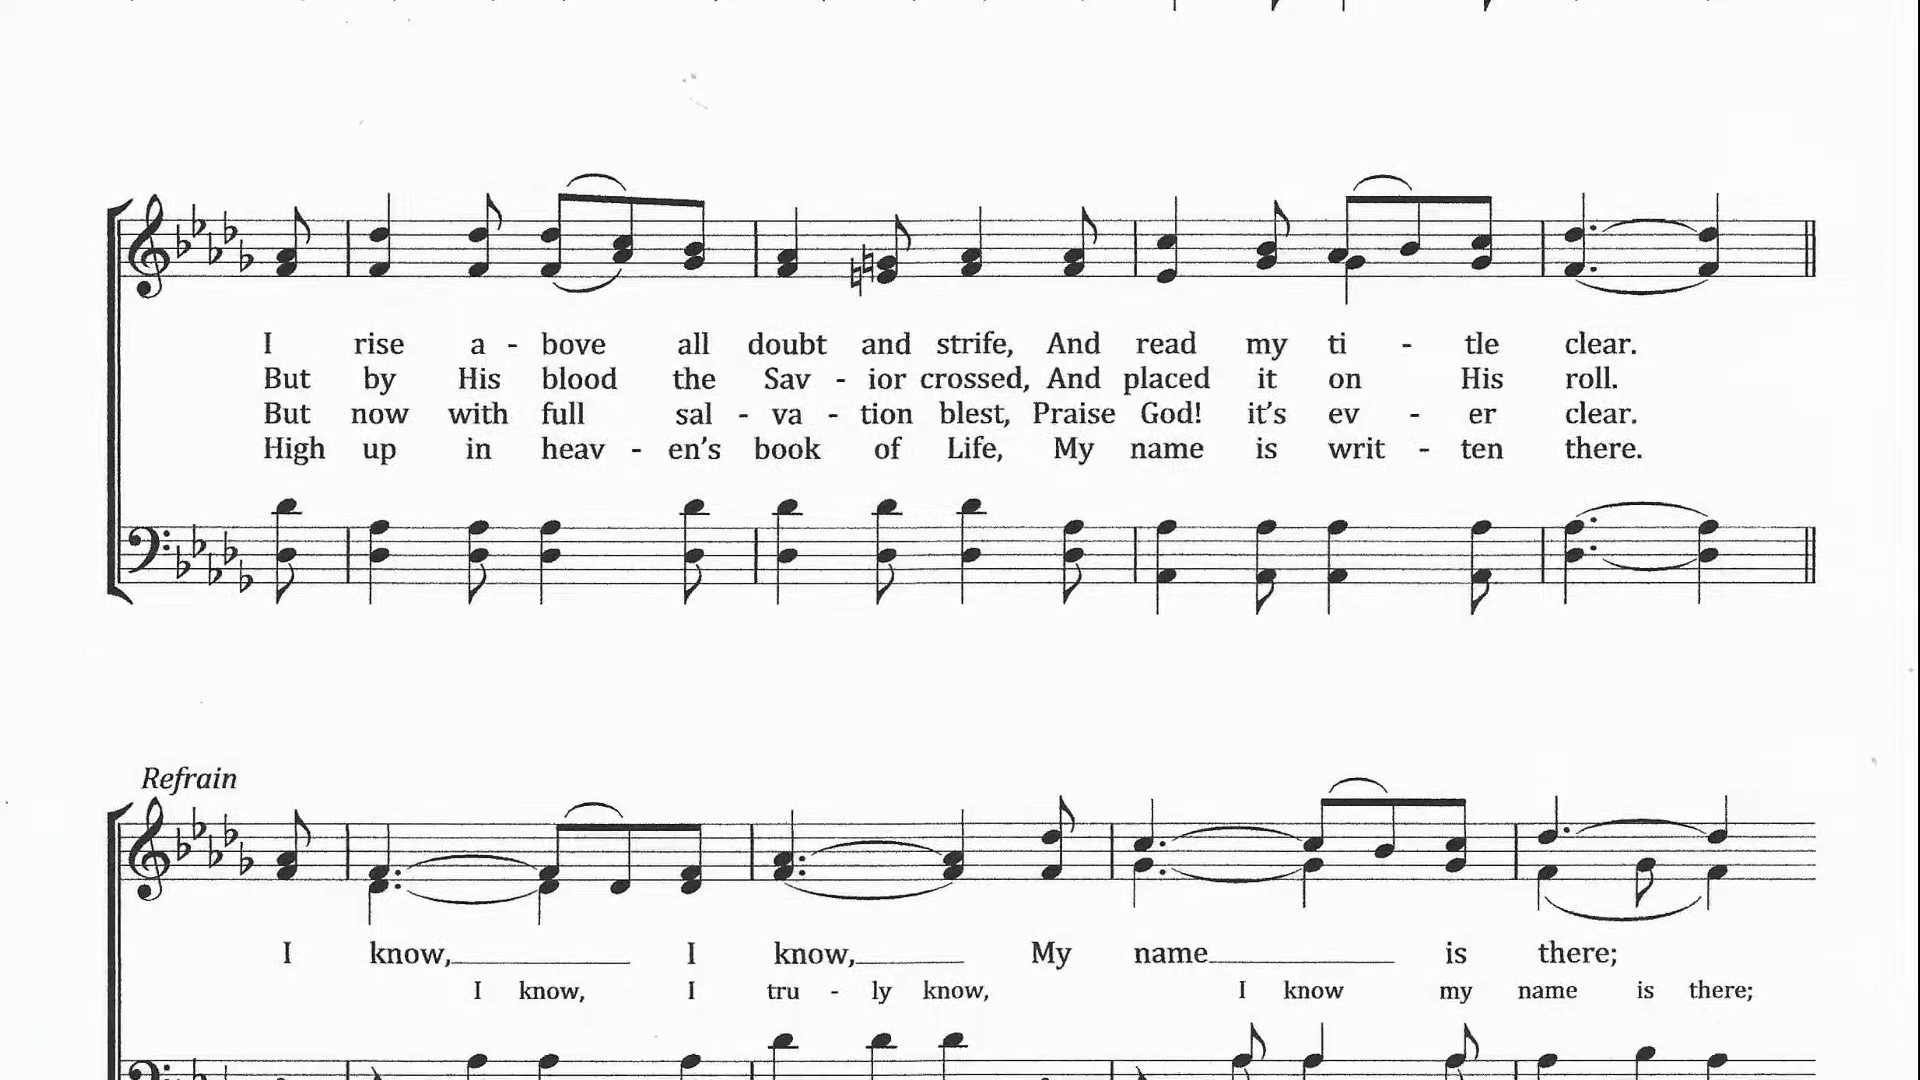 I rise a - bove all doubt and strife, And read my ti - tle clear.
But by His blood the Sav - ior crossed, And placed it on His roll.
But now with full sal - va - tion blest, Praise God! it's ev - er clear.
High up in heav - en's book of Life, My name is writ - ten there.
Refrain
I know, I know, My name is there;
I know, I tru - ly know, I know my name is there;